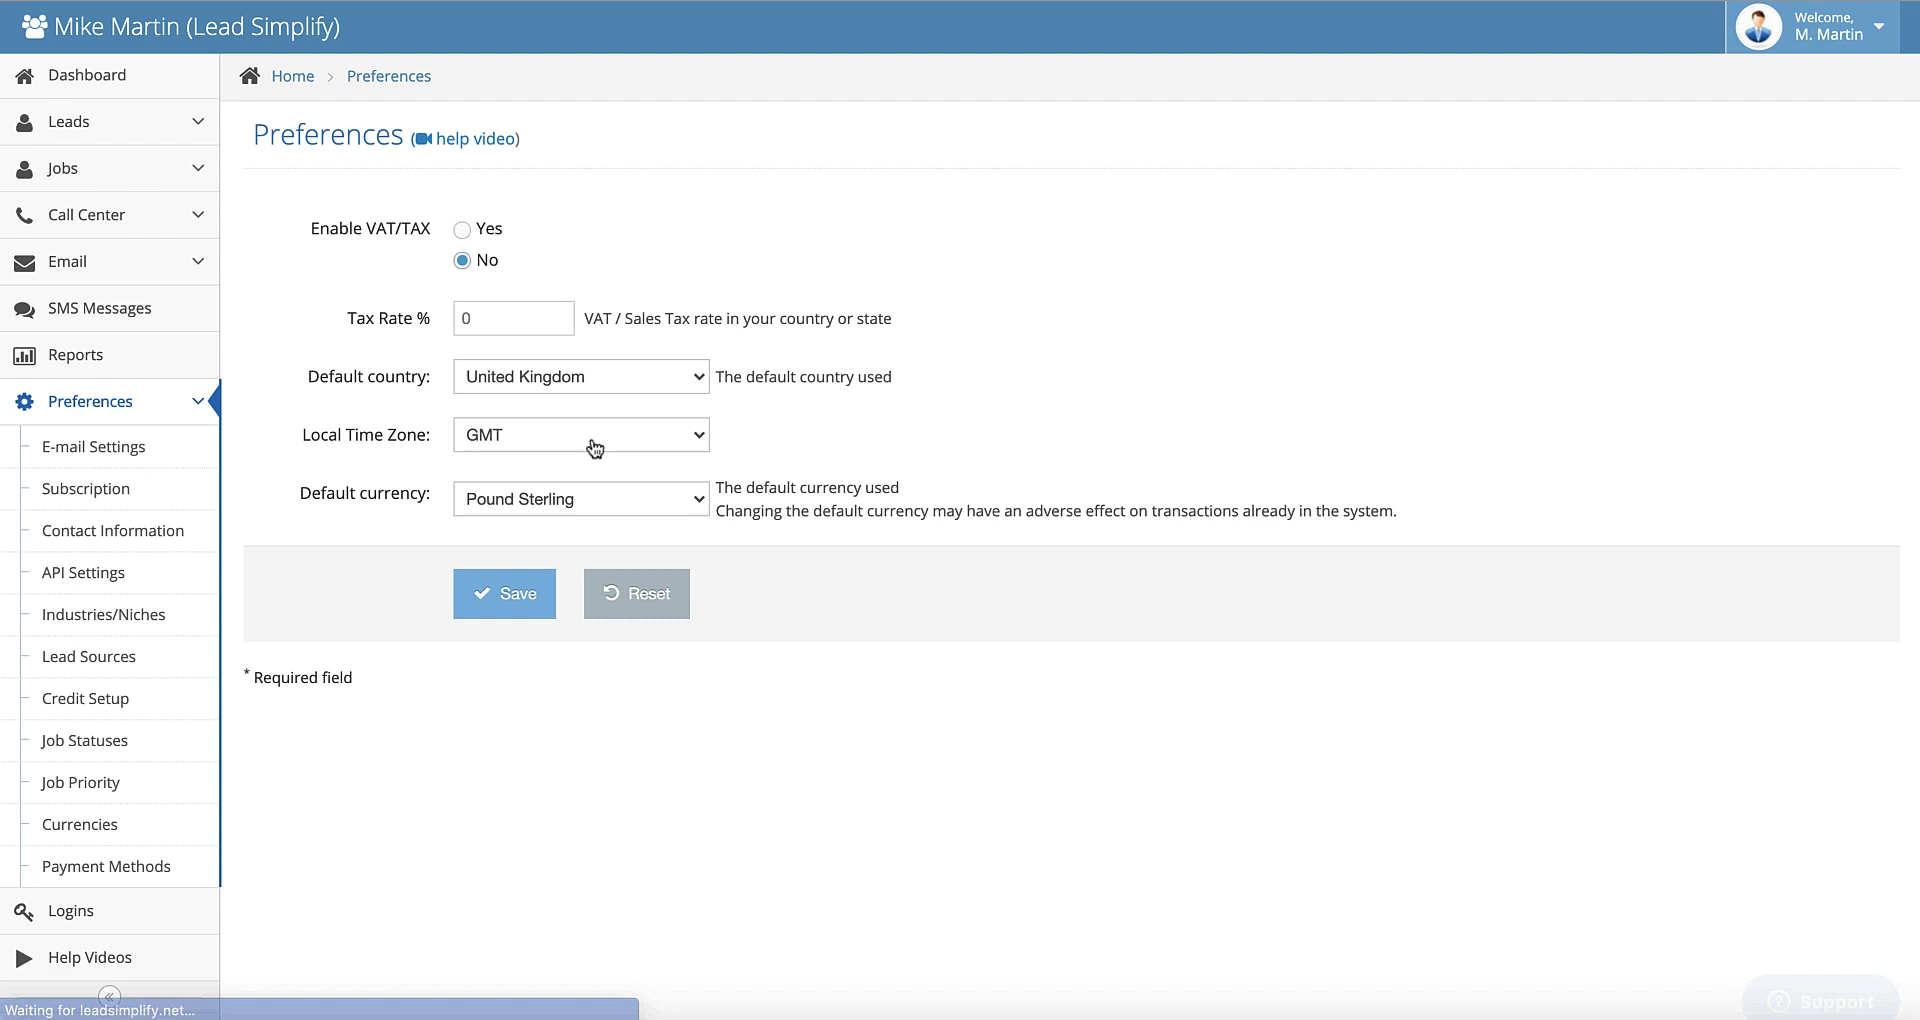 Mike Martin (Lead Simplify)
Welcome,
M. Martin
Dashboard
Leads
Jobs
Call Center
Email
SMS Messages
Reports
Preferences
E-mail Settings
Subscription
Contact Information
API Settings
Industries/Niches
Lead Sources
Credit Setup
Job Statuses
Job Priority
Currencies
Payment Methods
Logins
Help Videos
Waiting for leadsimplify.net...
Home > Preferences
Preferences (help video)
Enable VAT/TAX Yes
No
Tax Rate % 0 VAT / Sales Tax rate in your country or state
Default country: United Kingdom The default country used
Local Time Zone: GMT
Default currency: Pound Sterling The default currency used
Changing the default currency may have an adverse effect on transactions already in the system.
Save Reset
* Required field
Support